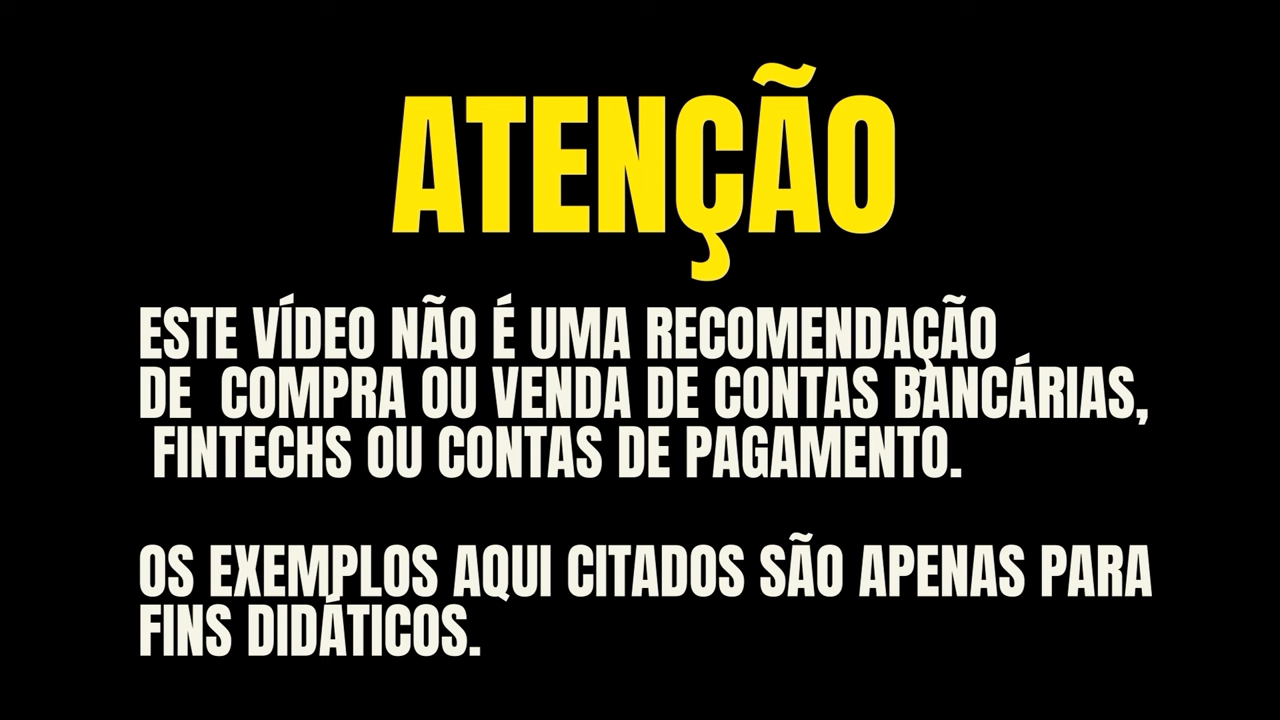 ATENÇÃO
ESTE VÍDEO NÃO É UMA RECOMENDAÇÃO
DE COMPRA OU VENDA DE CONTAS BANCÁRIAS,
FINTECHS OU CONTAS DE PAGAMENTO.
OS EXEMPLOS AQUI CITADOS SÃO APENAS PARA
FINS DIDÁTICOS.